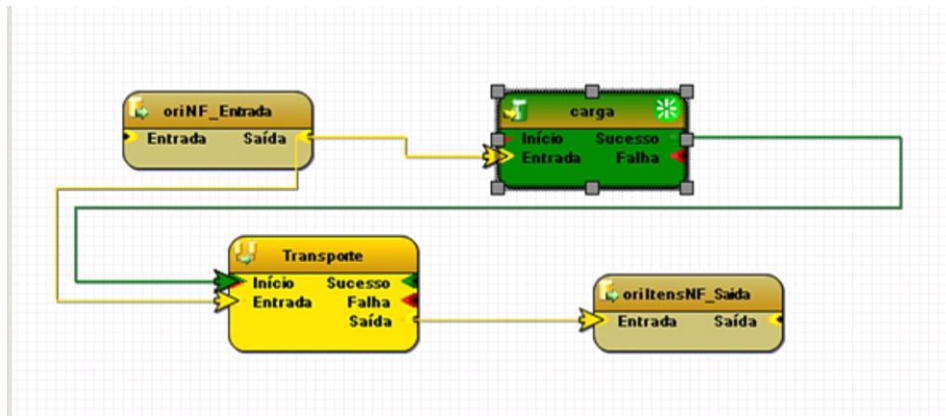 oriNF_Entrada
Entrada Saída
carga
Início Sucesso
Entrada Falha
Transporte
Início Sucesso
Entrada Falha
Saída
oriItensNF_Saida
Entrada Saída